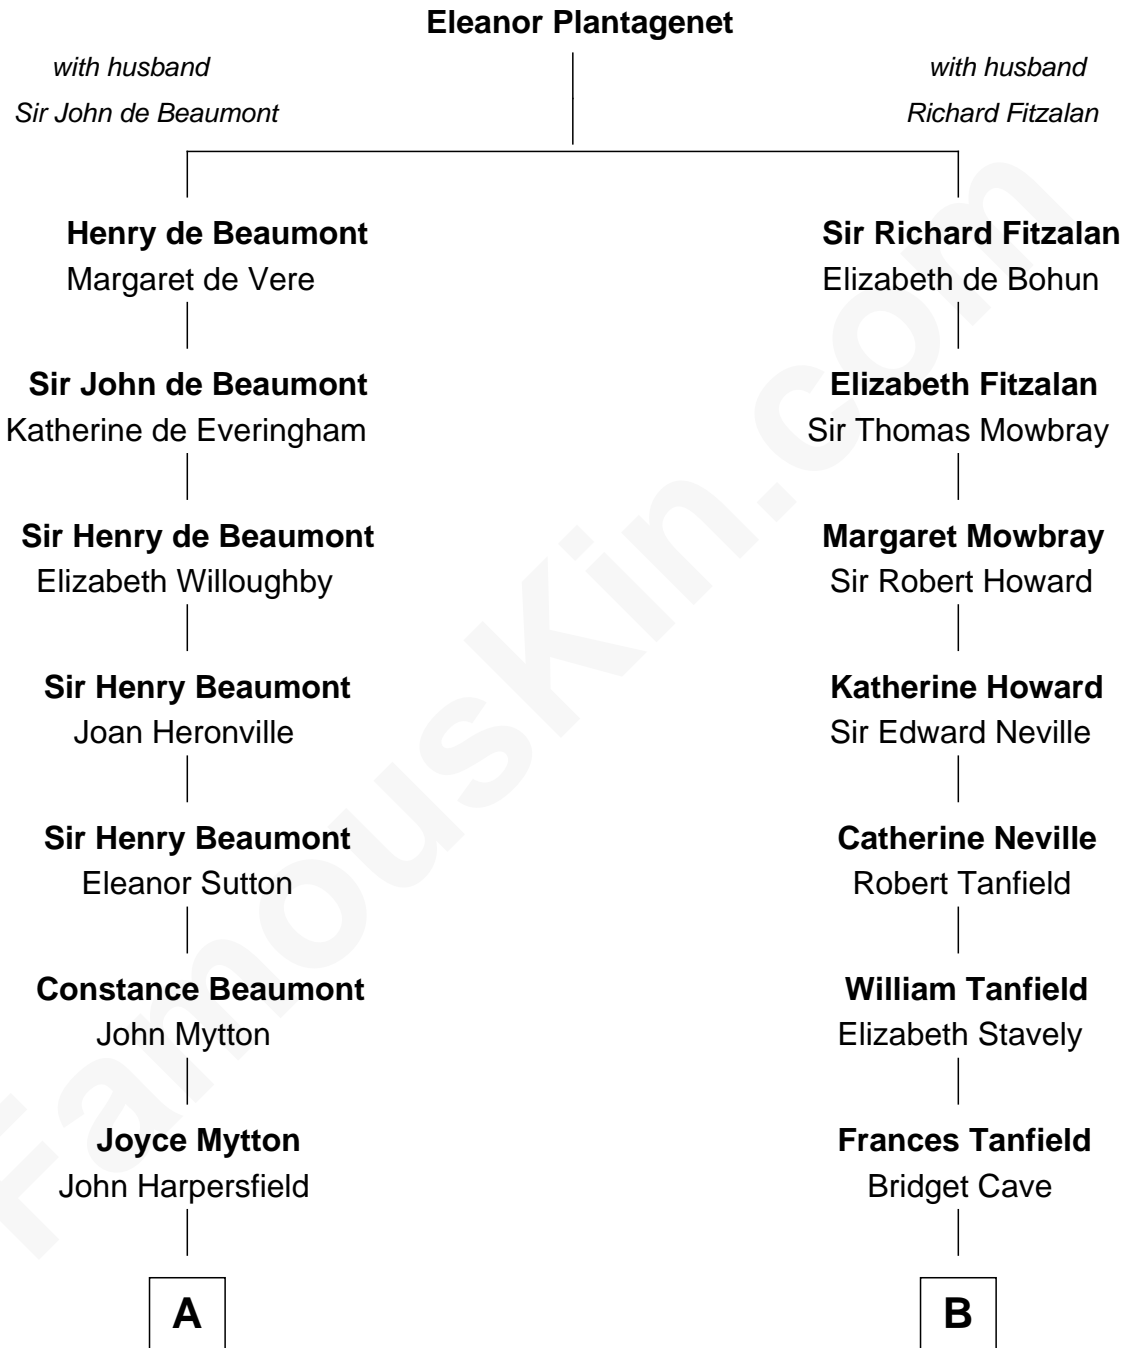 Eleanor Plantagenet
with husband
Sir John de Beaumont
with husband
Richard Fitzalan
Henry de Beaumont
Margaret de Vere
Sir Richard Fitzalan
Elizabeth de Bohun
Sir John de Beaumont
Katherine de Everingham
Elizabeth Fitzalan
Sir Thomas Mowbray
Sir Henry de Beaumont
Elizabeth Willoughby
Margaret Mowbray
Sir Robert Howard
Sir Henry Beaumont
Joan Heronville
Katherine Howard
Sir Edward Neville
Sir Henry Beaumont
Eleanor Sutton
Catherine Neville
Robert Tanfield
Constance Beaumont
John Mytton
William Tanfield
Elizabeth Stavely
Joyce Mytton
John Harpersfield
Frances Tanfield
Bridget Cave
A
B
FamousKin.com